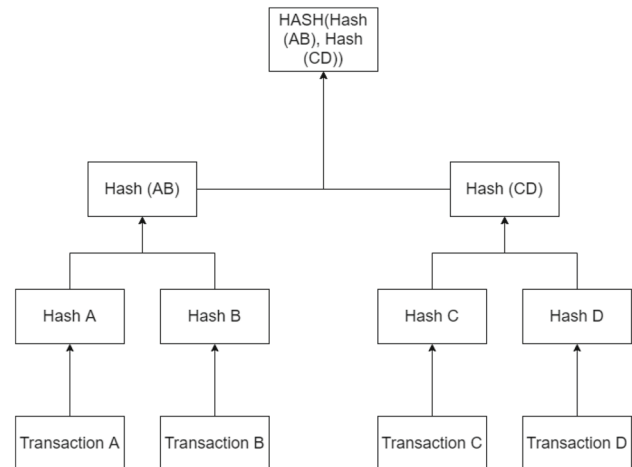 HASH(Hash
(AB), Hash
(CD))
Hash (AB)
Hash (CD)
Hash A
Hash B
Hash C
Hash D
Transaction A
Transaction B
Transaction C
Transaction D